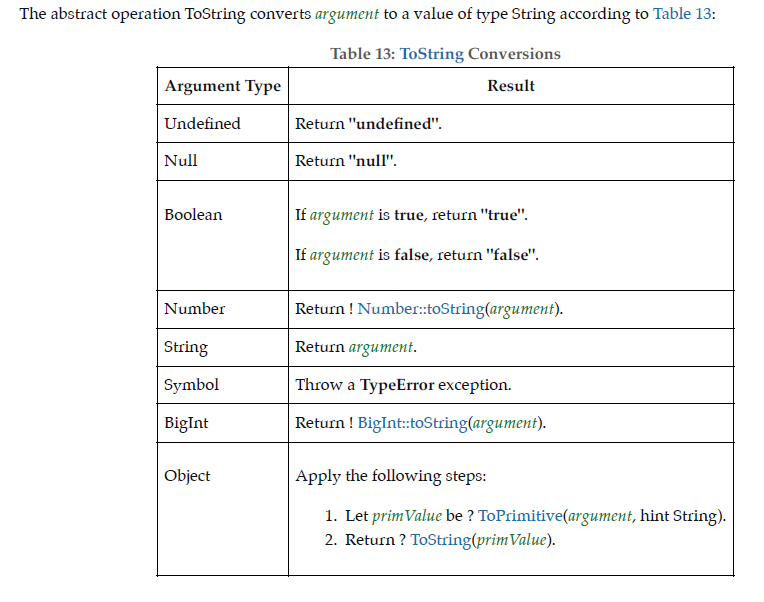 The abstract operation ToString converts argument to a value of type String according to Table 13:
Table 13: ToString Conversions
Argument Type Result
Undefined Return "undefined".
Null Return "null".
Boolean If argument is true, return "true".
If argument is false, return "false".
Number Return ! Number::toString(argument).
String Return argument.
Symbol Throw a TypeError exception.
BigInt Return ! BigInt::toString(argument).
Object Apply the following steps:
1. Let primValue be ? ToPrimitive(argument, hint String).
2. Return ? ToString(primValue).